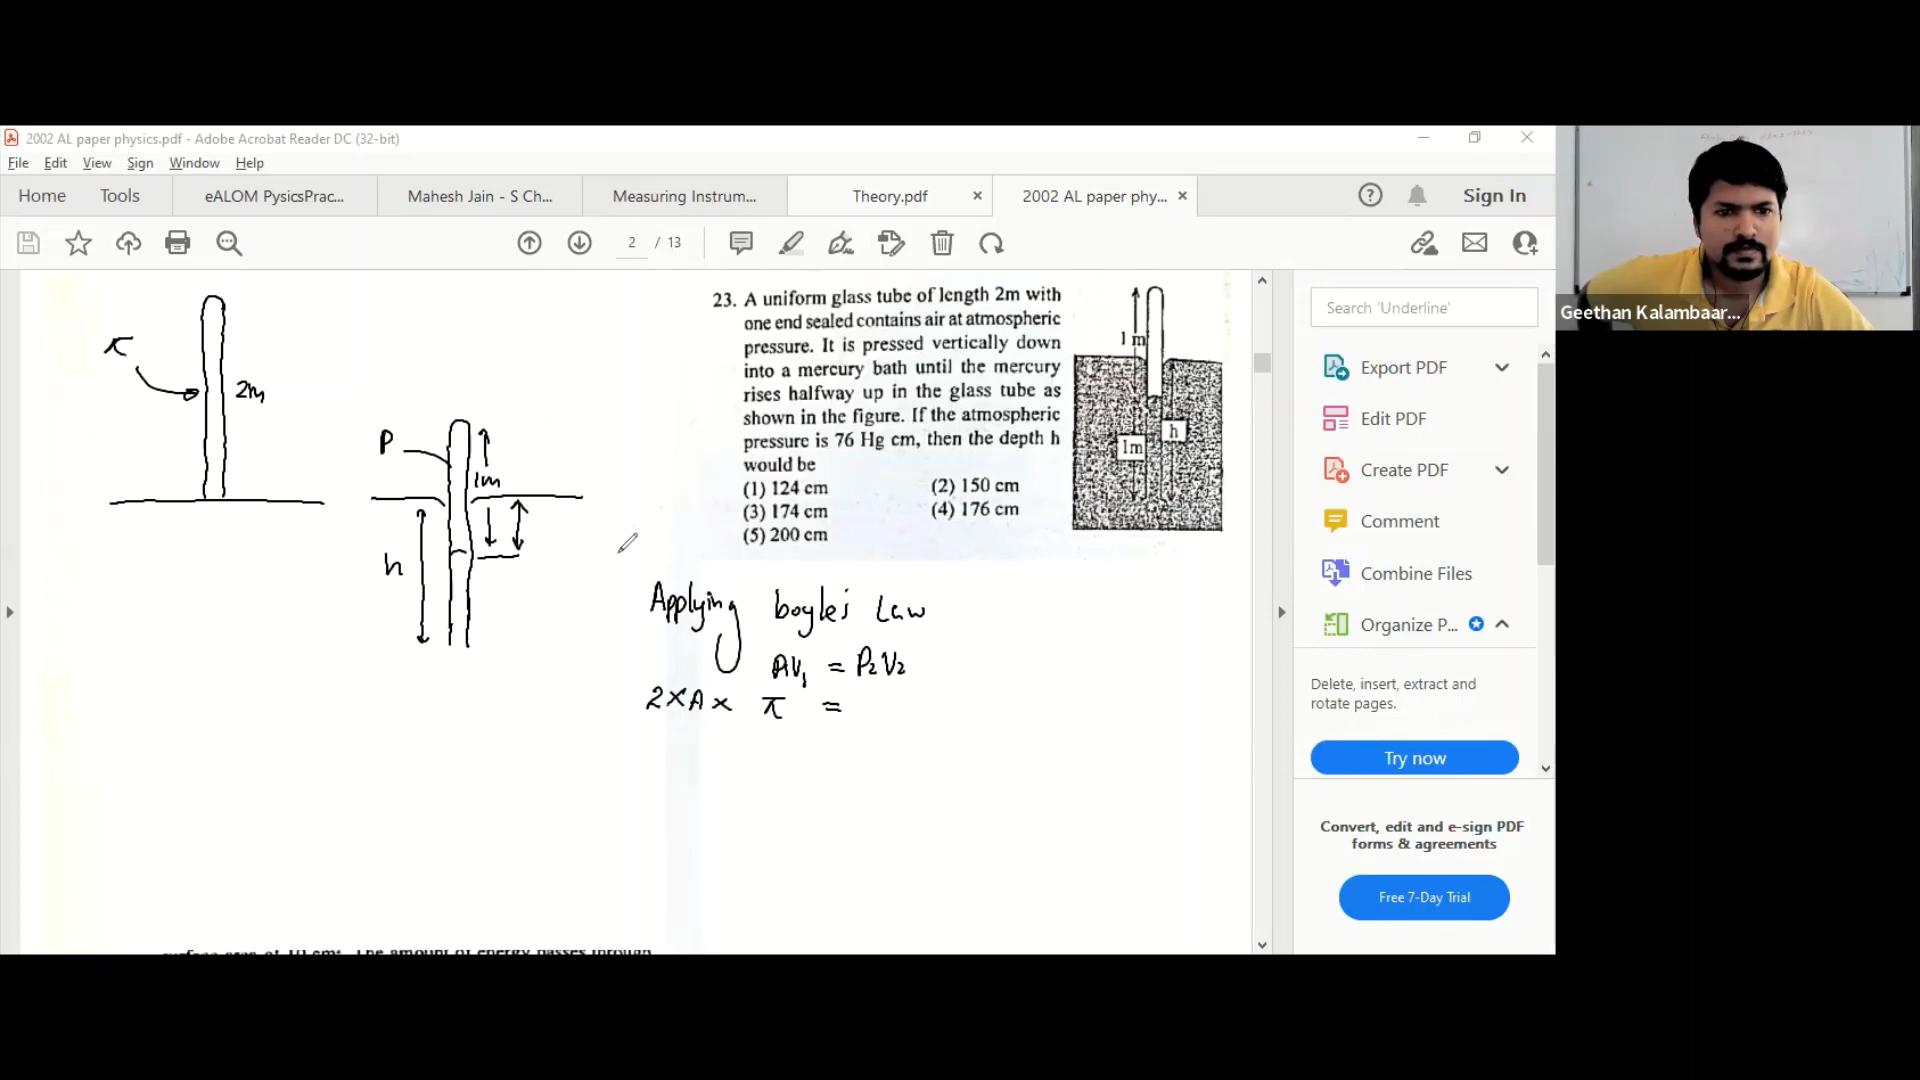 2002 AL paper physics.pdf - Adobe Acrobat Reader DC (32-bit)
File Edit View Sign Window Help
Home Tools eALOM PysicsPrac... Mahesh Jain - S Ch... Measuring Instrum... Theory.pdf × 2002 AL paper phy... × Sign In
2 / 13
Geethan Kalambaar...
π
2m
P
1m
h
23. A uniform glass tube of length 2m with
one end sealed contains air at atmospheric
pressure. It is pressed vertically down
into a mercury bath until the mercury
rises halfway up in the glass tube as
shown in the figure. If the atmospheric
pressure is 76 Hg cm, then the depth h
would be
(1) 124 cm (2) 150 cm
(3) 174 cm (4) 176 cm
(5) 200 cm
1 m
h
1m
Applying boyle's Law
P₁V₁ = P₂V₂
2×A× π =
Search 'Underline'
Export PDF
Edit PDF
Create PDF
Comment
Combine Files
Organize P...
Delete, insert, extract and
rotate pages.
Try now
Convert, edit and e-sign PDF
forms & agreements
Free 7-Day Trial